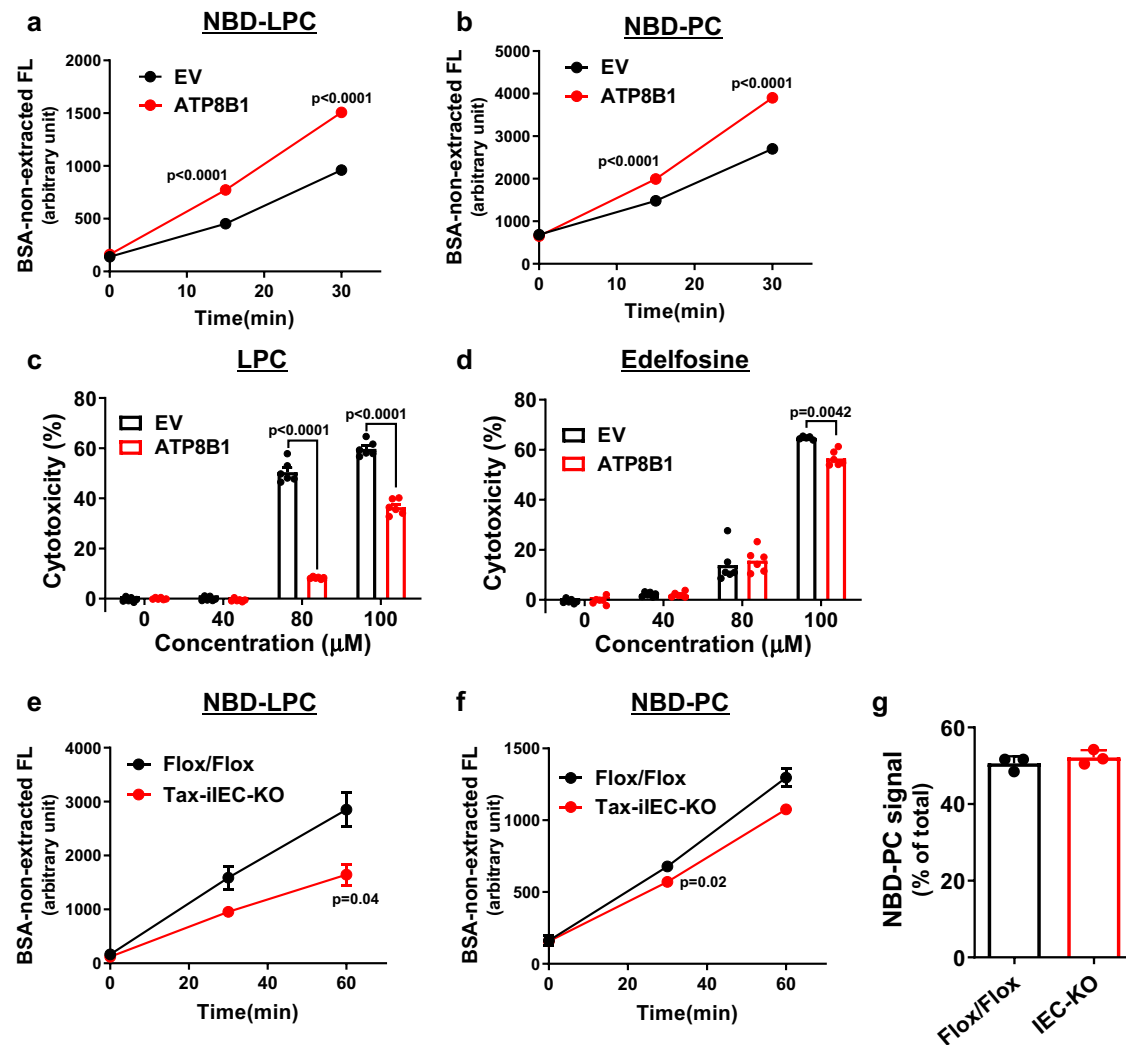 a
NBD-LPC
BSA-non-extracted FL
(arbitrary unit)
2000
1500
1000
500
0
EV
ATP8B1
p<0.0001
p<0.0001
0
10
20
30
Time(min)
b
NBD-PC
BSA-non-extracted FL
(arbitrary unit)
5000
4000
3000
2000
1000
0
EV
ATP8B1
p<0.0001
p<0.0001
0
10
20
30
Time(min)
c
LPC
Cytotoxicity (%)
80
60
40
20
0
EV
ATP8B1
p<0.0001
p<0.0001
0
40
80
100
Concentration (μM)
d
Edelfosine
Cytotoxicity (%)
80
60
40
20
0
EV
ATP8B1
p=0.0042
0
40
80
100
Concentration (μM)
e
NBD-LPC
BSA-non-extracted FL
(arbitrary unit)
4000
3000
2000
1000
0
Flox/Flox
Tax-iIEC-KO
p=0.04
0
20
40
60
Time(min)
f
NBD-PC
BSA-non-extracted FL
(arbitrary unit)
1500
1000
500
0
Flox/Flox
Tax-iIEC-KO
p=0.02
0
20
40
60
Time(min)
g
NBD-PC signal
(% of total)
60
40
20
0
Flox/Flox
IEC-KO